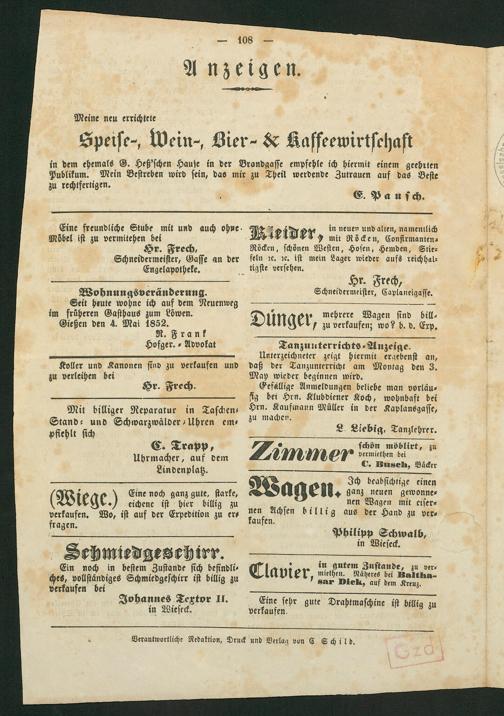 — 108 —
Anzeigen.
Meine neu errichtete
Speise-, Wein-, Bier- & Kaffeewirtschaft
in dem ehemals G. Heß'schen Hause in der Brandgasse empfehle ich hiermit einem geehrten
Publikum. Mein Bestreben wird sein, das mir zu Theil werdende Zutrauen auf das Beste
zu rechtfertigen.
E. Pausch.
Eine freundliche Stube mit und auch ohne
Möbel ist zu vermiethen bei
Hr. Frech,
Schneidermeister, Gasse an der
Engelapotheke.
Wohnungsveränderung.
Seit heute wohne ich auf dem Neuenweg
im früheren Gasthaus zum Löwen.
Gießen den 4. Mai 1852.
R. Frank
Hofger.-Advokat
Koller und Kanonen sind zu verkaufen und
zu verleihen bei
Hr. Frech.
Mit billiger Reparatur in Taschen-
Stand- und Schwarzwälder-Uhren em-
pfiehlt sich
C. Trapp,
Uhrmacher, auf dem
Lindenplatz.
(Wiege.) Eine noch ganz gute, starke,
eichene ist hier billig zu
verkaufen. Wo, ist auf der Expedition zu er-
fragen.
Schmiedgeschirr.
Ein noch in bestem Zustande sich befindli-
ches, vollständiges Schmiedgeschirr ist billig zu
verkaufen bei
Johannes Textor II.
in Wieseck.
Kleider, in neuen und alten, namentlich
mit Röcken, Confirmanten-
Röcken, schönen Westen, Hosen, Hemden, Stie-
feln ꝛc. ꝛc. ist mein Lager wieder aufs reichhal-
tigste versehen.
Hr. Frech,
Schneidermeister, Caplaneigasse.
Dünger, mehrere Wagen sind bill-
zu verkaufen; wo? b. d. Exp.
Tanzunterrichts-Anzeige.
Unterzeichneter zeigt hiermit ergebenst an,
daß der Tanzunterricht am Montag den 3.
May wieder beginnen wird.
Gefällige Anmeldungen beliebe man vorläu-
fig bei Hrn. Klubdiener Koch, wohnhaft bei
Hrn. Kaufmann Müller in der Kaplansgasse,
zu machen.
L. Liebig, Tanzlehrer.
Zimmer schön möblirt, zu
vermiethen bei
C. Busch, Bäcker
Wagen. Ich beabsichtige einen
ganz neuen gewonne-
nen Wagen mit eiser-
nen Achsen billig aus der Hand zu ver-
kaufen.
Philipp Schwalb,
in Wieseck.
Clavier, in gutem Zustande, zu ver-
miethen. Näheres bei Baltha-
sar Dick, auf dem Kreuz.
Eine sehr gute Drahtmaschine ist billig zu
verkaufen.
Verantwortliche Redaktion, Druck und Verlag von C Schild.
Gzd